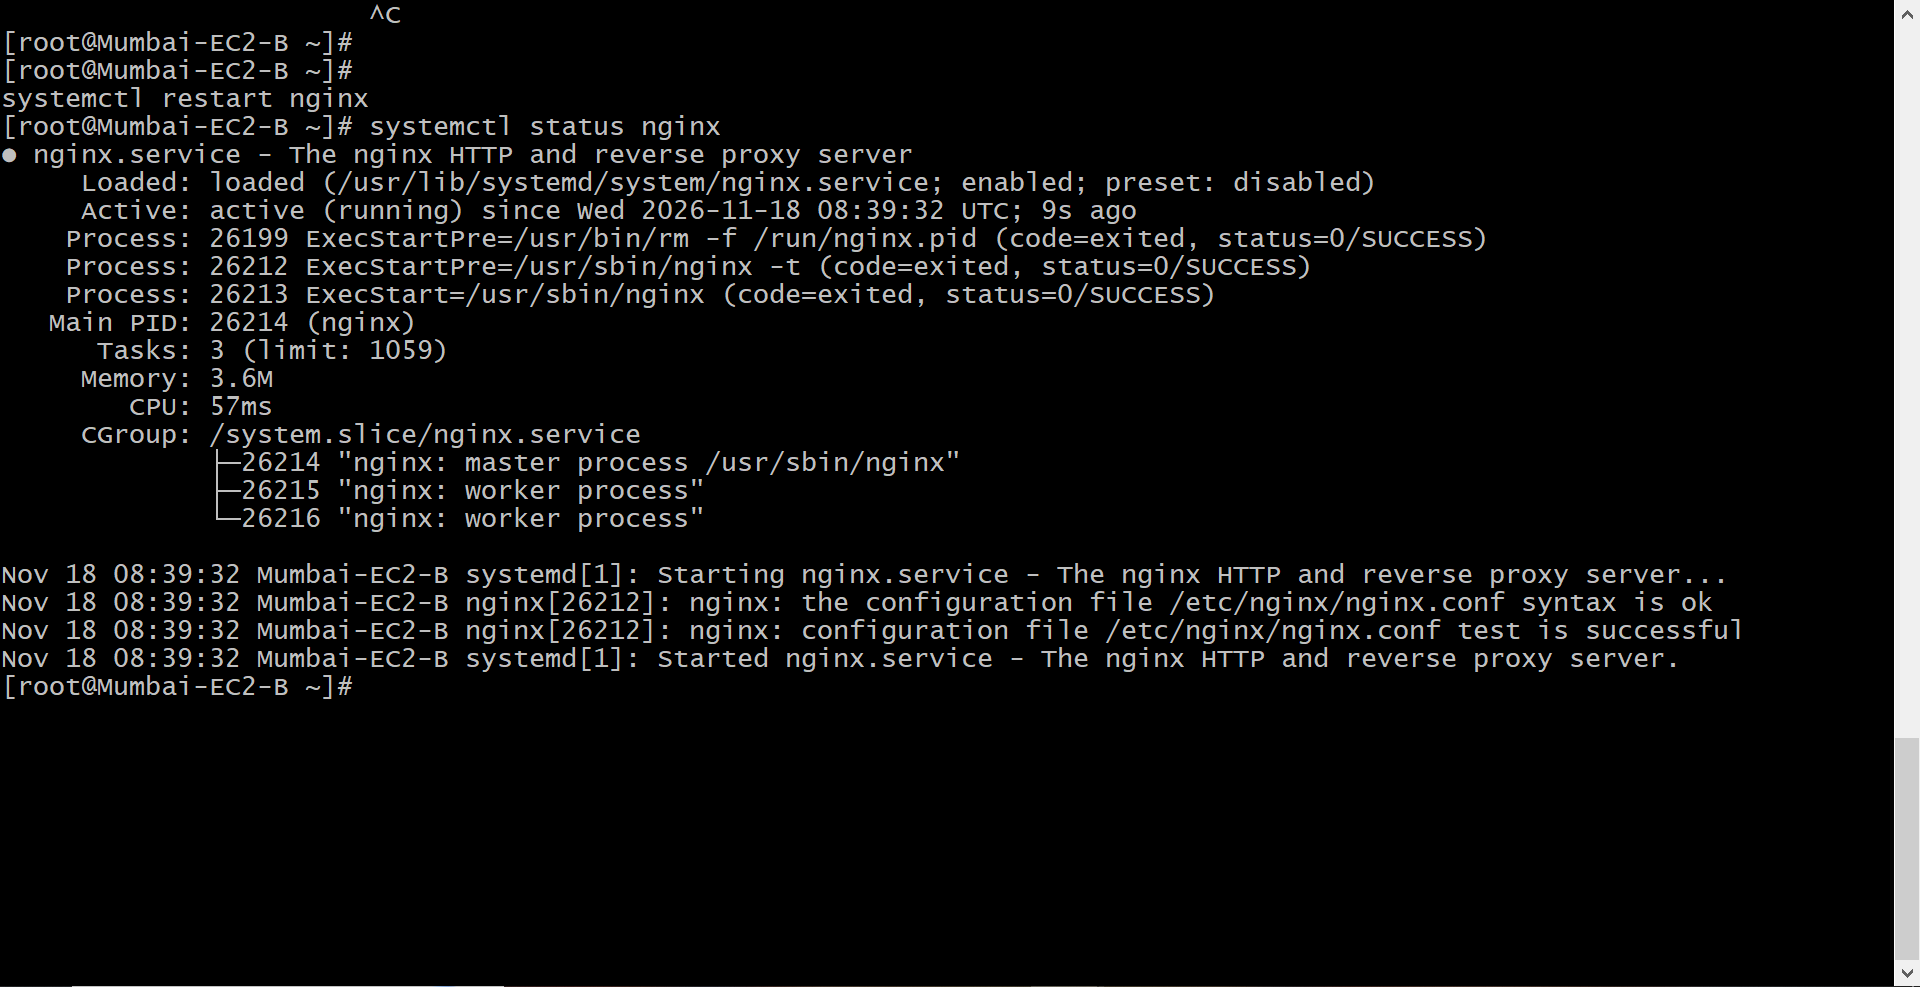 ^C
[root@Mumbai-EC2-B ~]#
[root@Mumbai-EC2-B ~]#
systemctl restart nginx
[root@Mumbai-EC2-B ~]# systemctl status nginx
● nginx.service - The nginx HTTP and reverse proxy server
     Loaded: loaded (/usr/lib/systemd/system/nginx.service; enabled; preset: disabled)
     Active: active (running) since Wed 2026-11-18 08:39:32 UTC; 9s ago
    Process: 26199 ExecStartPre=/usr/bin/rm -f /run/nginx.pid (code=exited, status=0/SUCCESS)
    Process: 26212 ExecStartPre=/usr/sbin/nginx -t (code=exited, status=0/SUCCESS)
    Process: 26213 ExecStart=/usr/sbin/nginx (code=exited, status=0/SUCCESS)
   Main PID: 26214 (nginx)
      Tasks: 3 (limit: 1059)
     Memory: 3.6M
        CPU: 57ms
     CGroup: /system.slice/nginx.service
             ├─26214 "nginx: master process /usr/sbin/nginx"
             ├─26215 "nginx: worker process"
             └─26216 "nginx: worker process"

Nov 18 08:39:32 Mumbai-EC2-B systemd[1]: Starting nginx.service - The nginx HTTP and reverse proxy server...
Nov 18 08:39:32 Mumbai-EC2-B nginx[26212]: nginx: the configuration file /etc/nginx/nginx.conf syntax is ok
Nov 18 08:39:32 Mumbai-EC2-B nginx[26212]: nginx: configuration file /etc/nginx/nginx.conf test is successful
Nov 18 08:39:32 Mumbai-EC2-B systemd[1]: Started nginx.service - The nginx HTTP and reverse proxy server.
[root@Mumbai-EC2-B ~]#